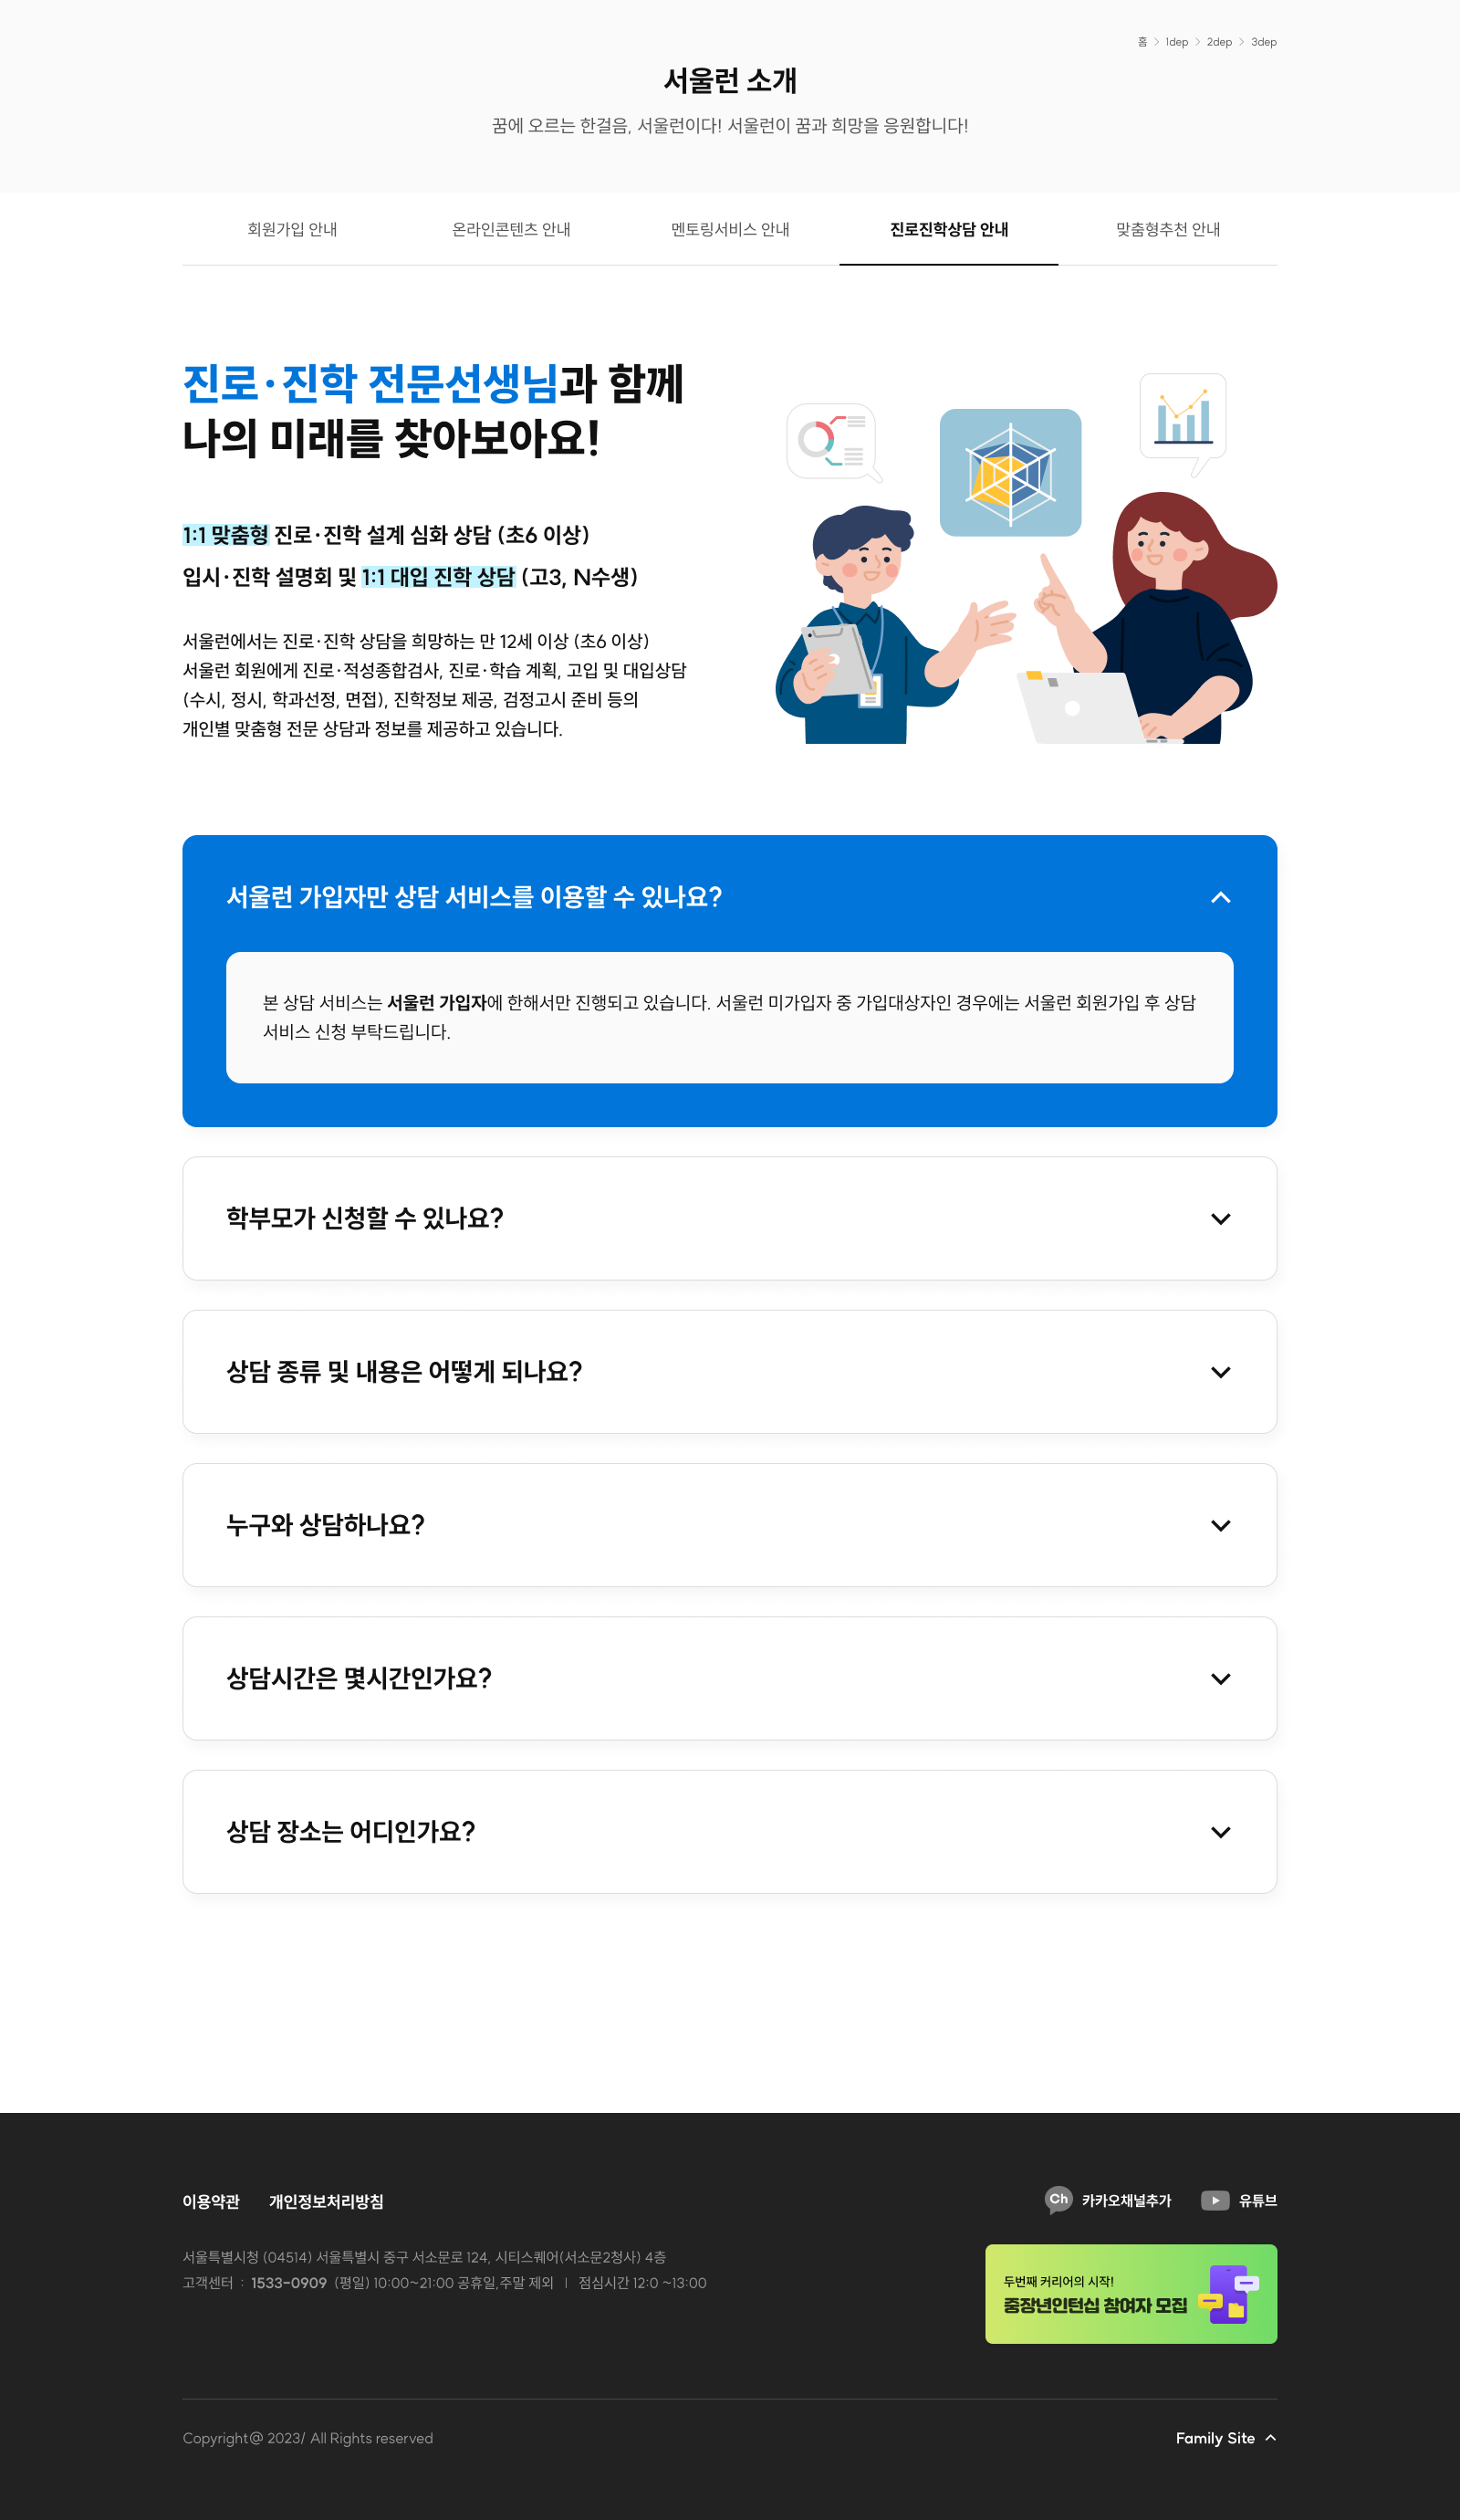 홈 > 1dep > 2dep > 3dep
서울런 소개
꿈에 오르는 한걸음, 서울런이다! 서울런이 꿈과 희망을 응원합니다!
회원가입 안내
온라인콘텐츠 안내
멘토링서비스 안내
진로진학상담 안내
맞춤형추천 안내
진로·진학 전문선생님과 함께
나의 미래를 찾아보아요!
1:1 맞춤형 진로·진학 설계 심화 상담 (초6 이상)
입시·진학 설명회 및 1:1 대입 진학 상담 (고3, N수생)
서울런에서는 진로·진학 상담을 희망하는 만 12세 이상 (초6 이상)
서울런 회원에게 진로·적성종합검사, 진로·학습 계획, 고입 및 대입상담
(수시, 정시, 학과선정, 면접), 진학정보 제공, 검정고시 준비 등의
개인별 맞춤형 전문 상담과 정보를 제공하고 있습니다.
서울런 가입자만 상담 서비스를 이용할 수 있나요?
본 상담 서비스는 서울런 가입자에 한해서만 진행되고 있습니다. 서울런 미가입자 중 가입대상자인 경우에는 서울런 회원가입 후 상담
서비스 신청 부탁드립니다.
학부모가 신청할 수 있나요?
상담 종류 및 내용은 어떻게 되나요?
누구와 상담하나요?
상담시간은 몇시간인가요?
상담 장소는 어디인가요?
이용약관
개인정보처리방침
Ch 카카오채널추가
유튜브
서울특별시청 (04514) 서울특별시 중구 서소문로 124, 시티스퀘어(서소문2청사) 4층
고객센터 : 1533-0909 (평일) 10:00~21:00 공휴일,주말 제외 | 점심시간 12:0 ~13:00
두번째 커리어의 시작!
중장년인턴십 참여자 모집
Copyright@ 2023/ All Rights reserved
Family Site